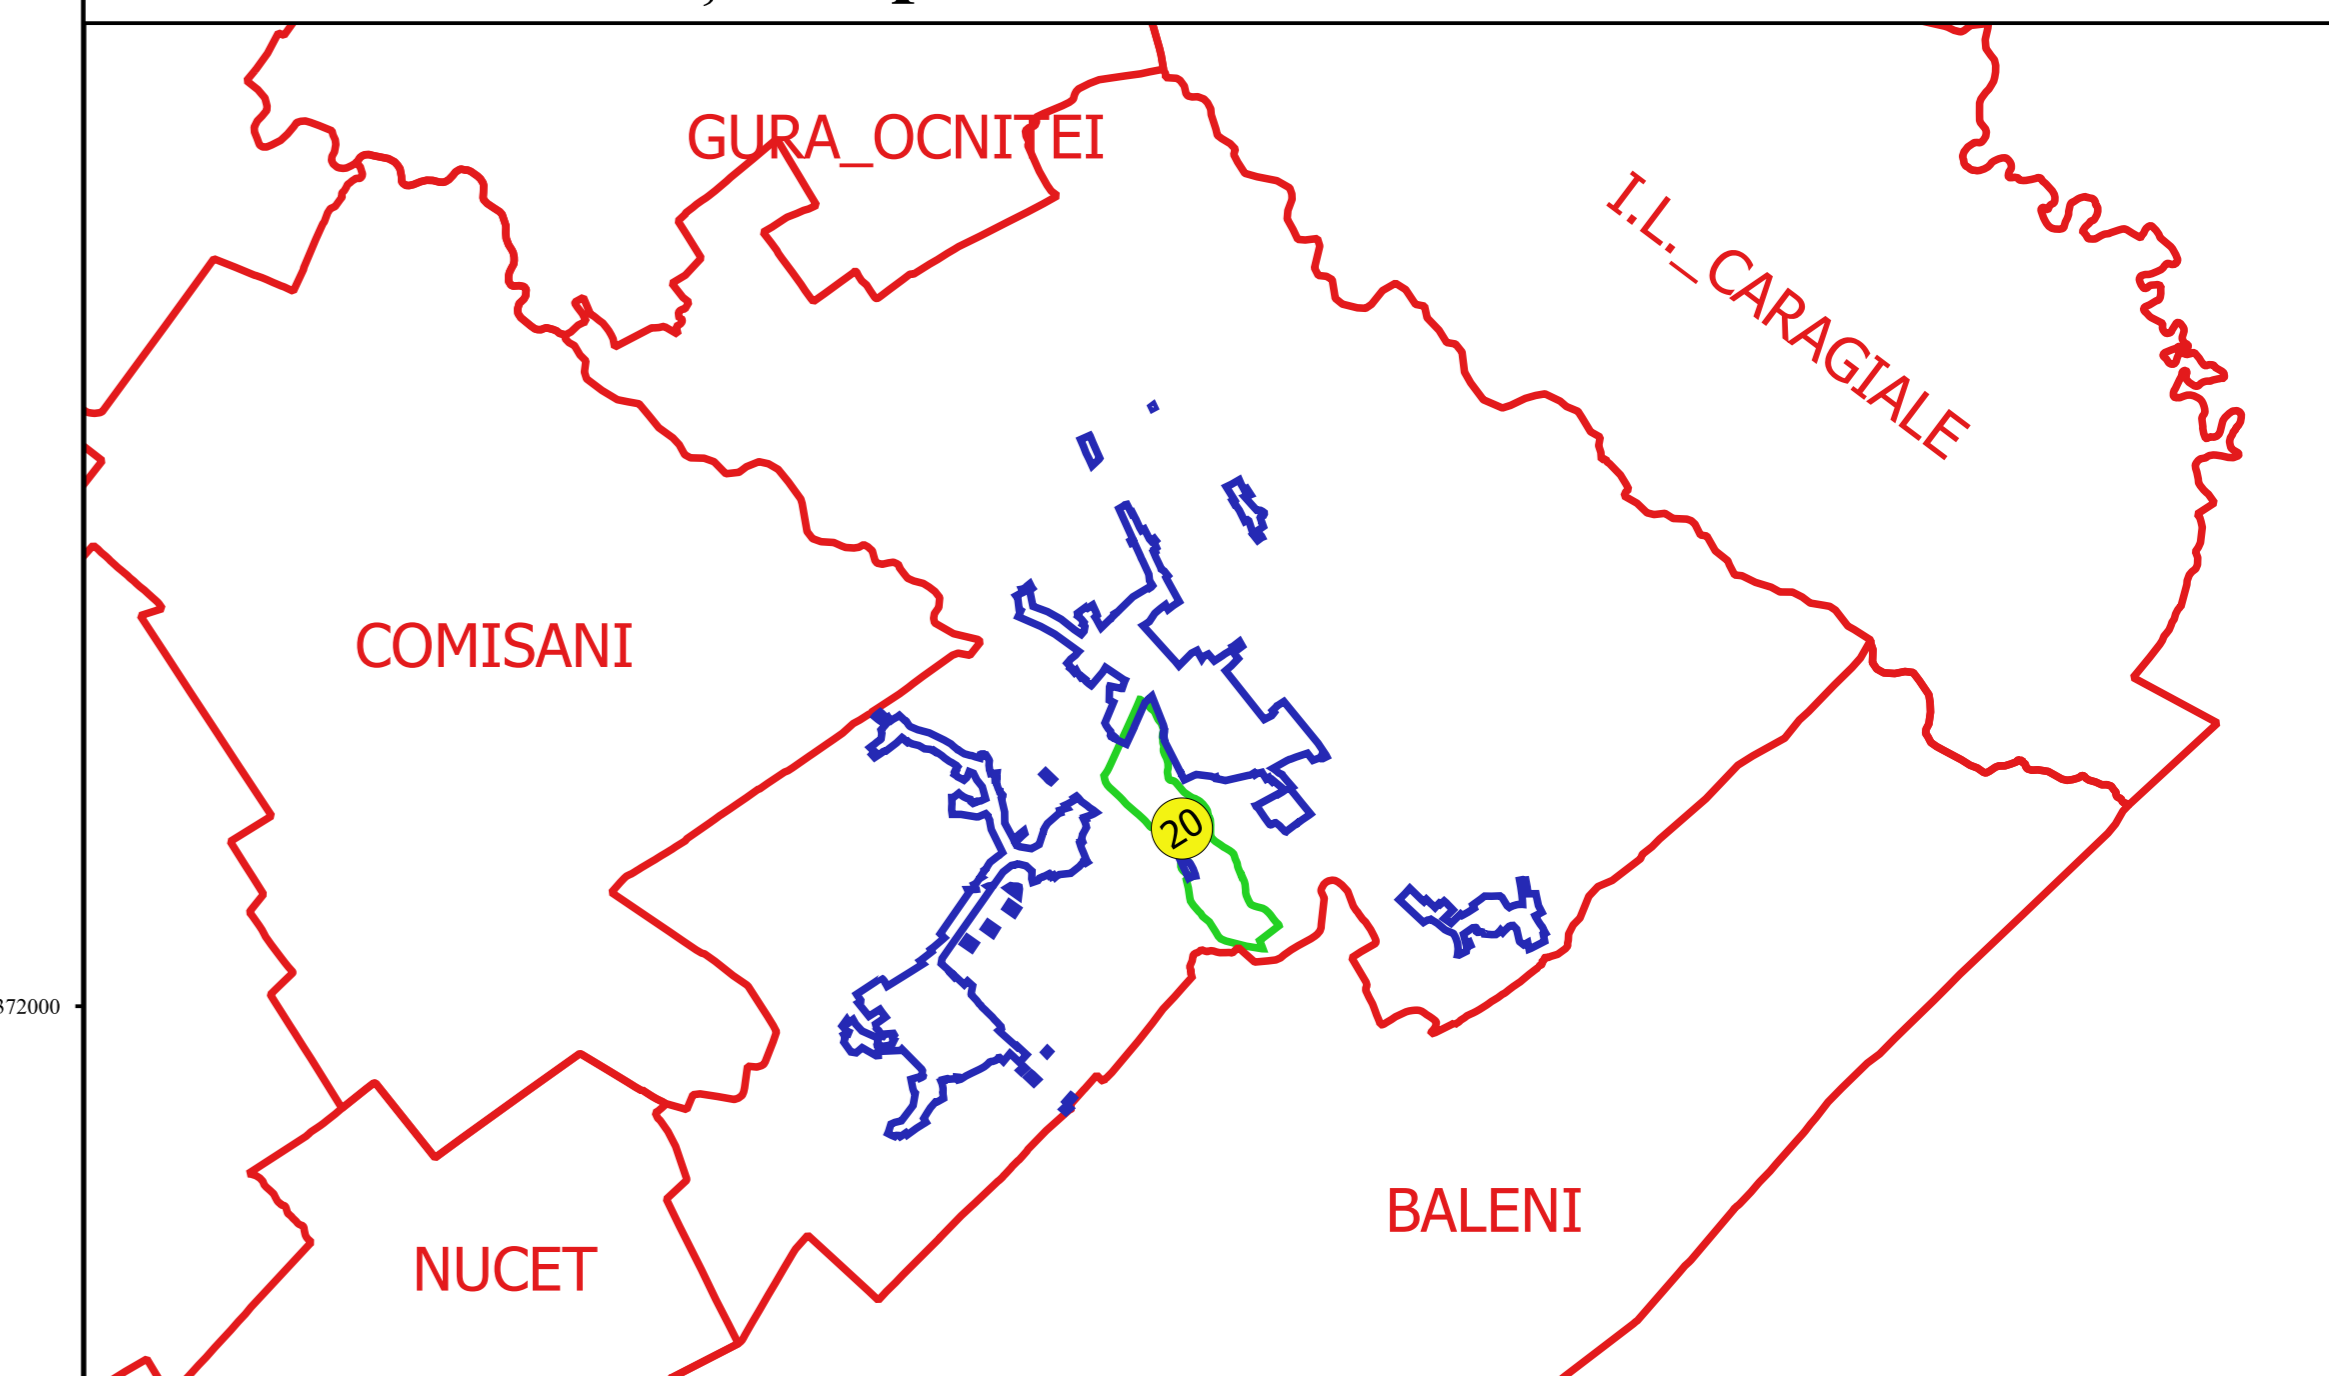 GURA_OCNITEI
I.L._CARAGIALE
COMISANI
20
372000
BALENI
NUCET